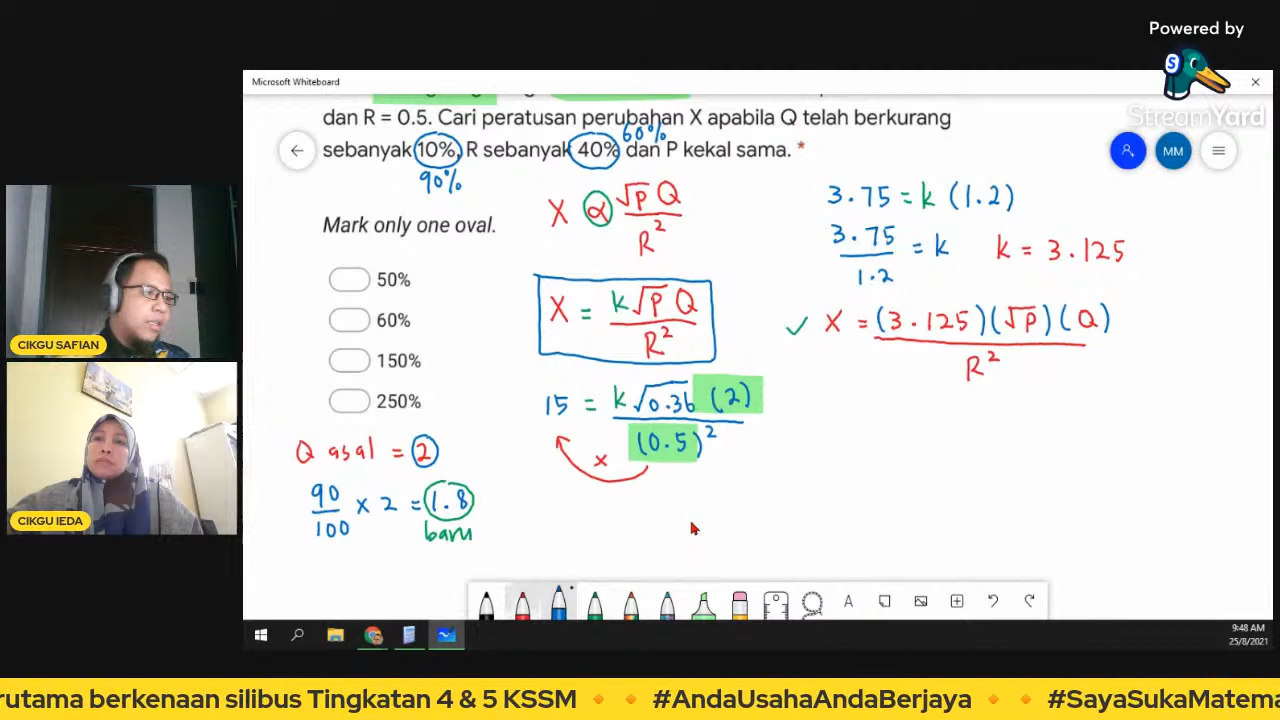 Powered by
StreamYard
Microsoft Whiteboard
dan R = 0.5. Cari peratusan perubahan X apabila Q telah berkurang
sebanyak 10%, R sebanyak 40% dan P kekal sama. *
60%
90%
MM
Mark only one oval.
50%
60%
150%
250%
X ∝ √P Q / R²
X = k√P Q / R²
15 = k√0.36 (2) / (0.5)²
x
Q asal = 2
90/100 x 2 = 1.8
baru
3.75 = k (1.2)
3.75/1.2 = k k = 3.125
✓ X = (3.125)(√P)(Q) / R²
CIKGU SAFIAN
CIKGU IEDA
A
9:48 AM
25/8/2021
rutama berkenaan silibus Tingkatan 4 & 5 KSSM 🔸 🔸 #AndaUsahaAndaBerjaya 🔸 🔸 #SayaSukaMatema